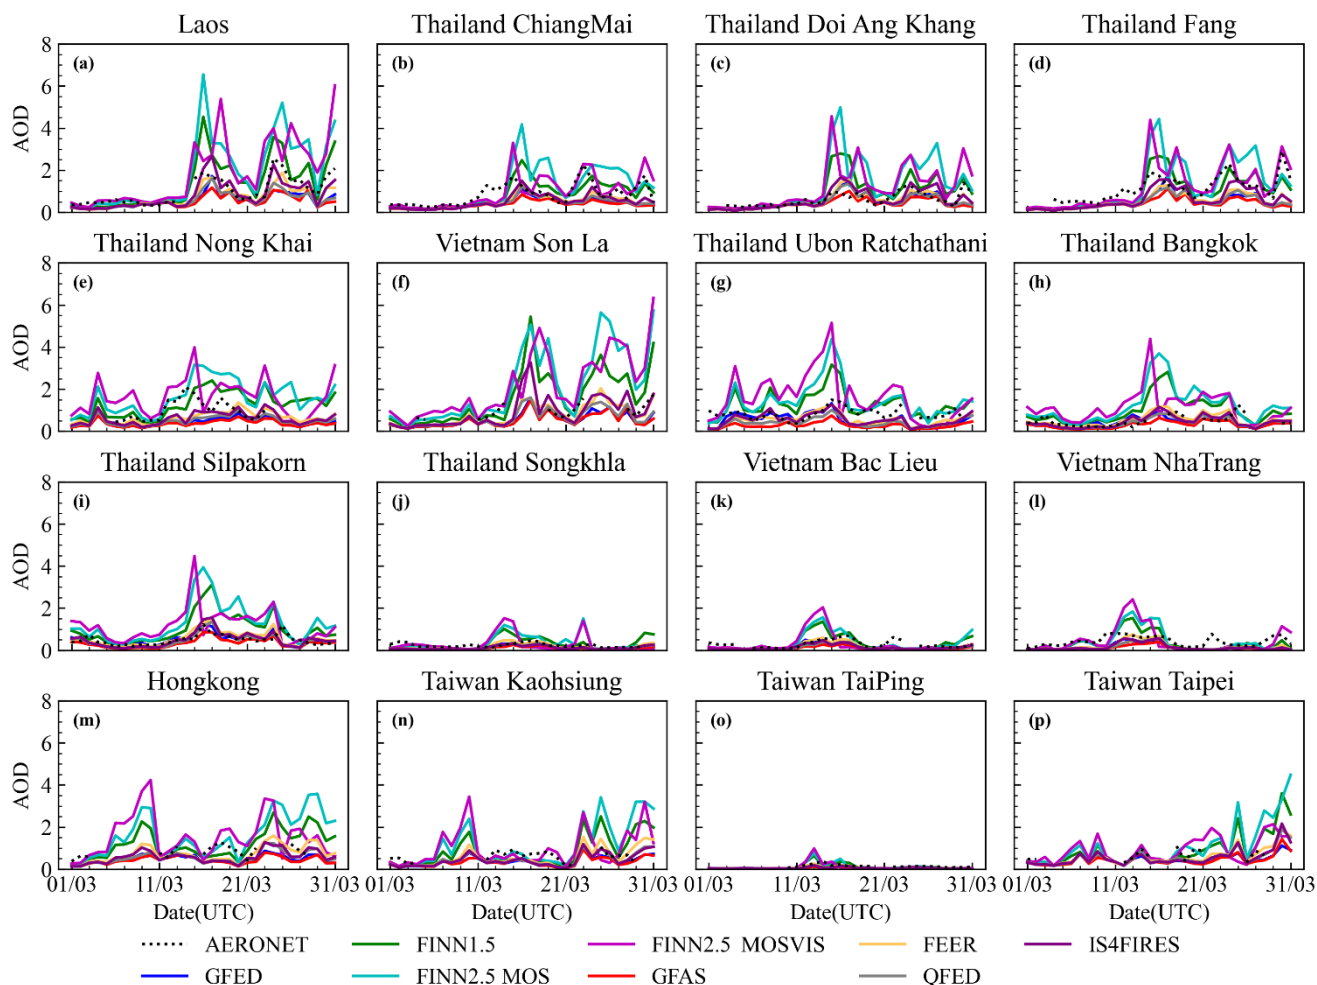 Laos Thailand ChiangMai Thailand Doi Ang Khang Thailand Fang
8
(a) (b) (c) (d)
6
AOD
4
2
0
Thailand Nong Khai Vietnam Son La Thailand Ubon Ratchathani Thailand Bangkok
8
(e) (f) (g) (h)
6
AOD
4
2
0
Thailand Silpakorn Thailand Songkhla Vietnam Bac Lieu Vietnam NhaTrang
8
(i) (j) (k) (l)
6
AOD
4
2
0
Hongkong Taiwan Kaohsiung Taiwan TaiPing Taiwan Taipei
8
(m) (n) (o) (p)
6
AOD
4
2
0
01/03 11/03 21/03 31/03 01/03 11/03 21/03 31/03 01/03 11/03 21/03 31/03 01/03 11/03 21/03 31/03
Date(UTC) Date(UTC) Date(UTC) Date(UTC)
AERONET FINN1.5 FINN2.5 MOSVIS FEER IS4FIRES
GFED FINN2.5 MOS GFAS QFED